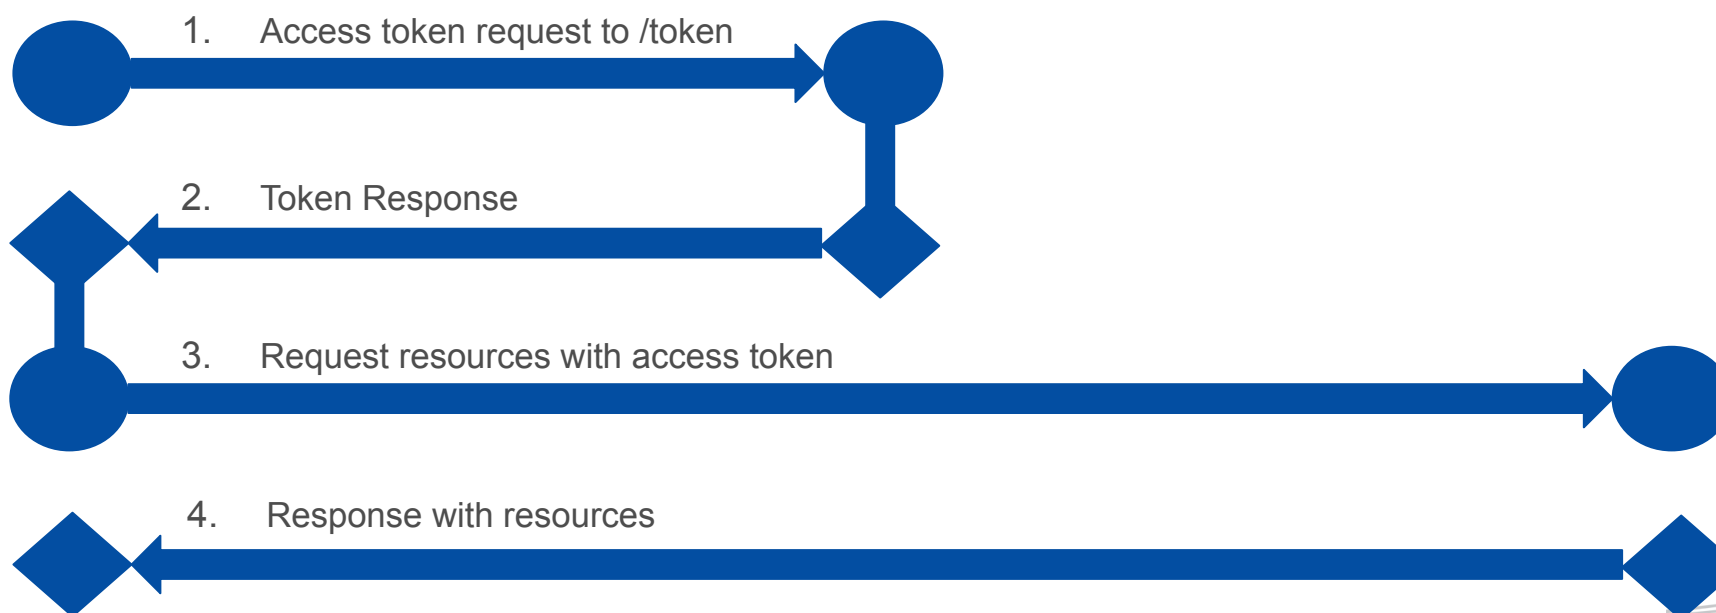 1. Access token request to /token
2. Token Response
3. Request resources with access token
4. Response with resources